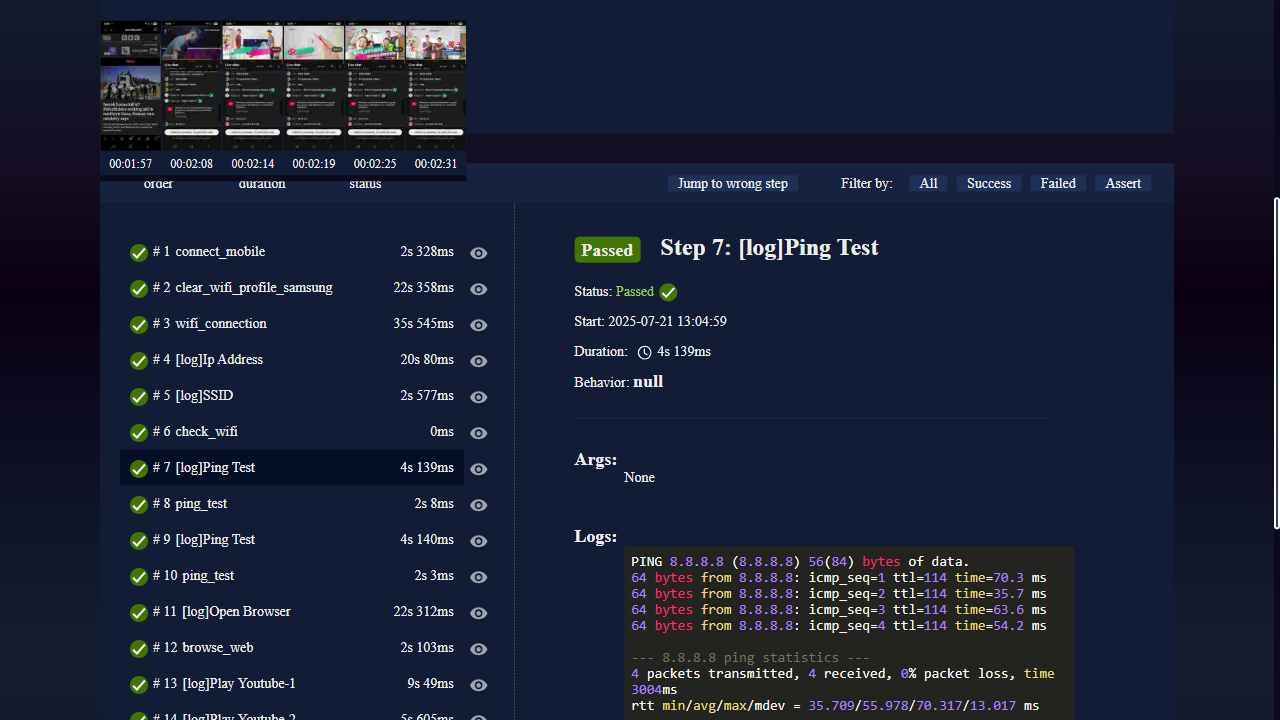 00:01:57 00:02:08 00:02:14 00:02:19 00:02:25 00:02:31
order duration status
Jump to wrong step Filter by: All Success Failed Assert
# 1 connect_mobile 2s 328ms
# 2 clear_wifi_profile_samsung 22s 358ms
# 3 wifi_connection 35s 545ms
# 4 [log]Ip Address 20s 80ms
# 5 [log]SSID 2s 577ms
# 6 check_wifi 0ms
# 7 [log]Ping Test 4s 139ms
# 8 ping_test 2s 8ms
# 9 [log]Ping Test 4s 140ms
# 10 ping_test 2s 3ms
# 11 [log]Open Browser 22s 312ms
# 12 browse_web 2s 103ms
# 13 [log]Play Youtube-1 9s 49ms
# 14 [log]Play Youtube-2 5s 605ms
Passed Step 7: [log]Ping Test
Status: Passed
Start: 2025-07-21 13:04:59
Duration: 4s 139ms
Behavior: null
Args:
None
Logs:
PING 8.8.8.8 (8.8.8.8) 56(84) bytes of data.
64 bytes from 8.8.8.8: icmp_seq=1 ttl=114 time=70.3 ms
64 bytes from 8.8.8.8: icmp_seq=2 ttl=114 time=35.7 ms
64 bytes from 8.8.8.8: icmp_seq=3 ttl=114 time=63.6 ms
64 bytes from 8.8.8.8: icmp_seq=4 ttl=114 time=54.2 ms
--- 8.8.8.8 ping statistics ---
4 packets transmitted, 4 received, 0% packet loss, time
3004ms
rtt min/avg/max/mdev = 35.709/55.978/70.317/13.017 ms